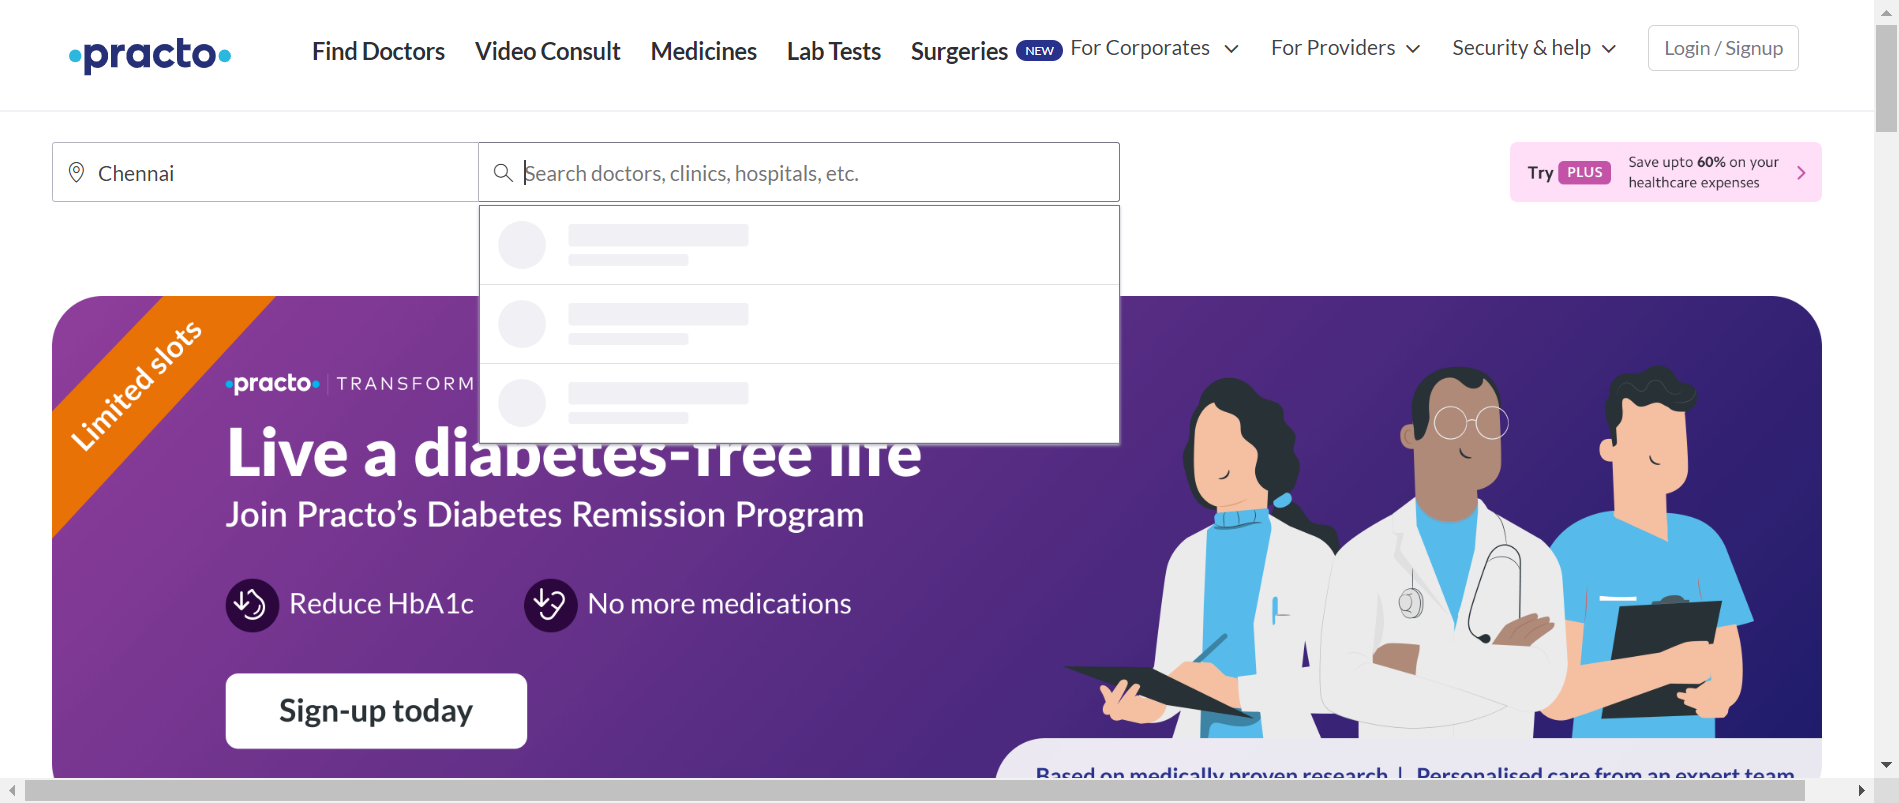 practo
Find Doctors
Video Consult
Medicines
Lab Tests
Surgeries
NEW
For Corporates
For Providers
Security & help
Login / Signup
Chennai
Search doctors, clinics, hospitals, etc.
Try PLUS
Save upto 60% on your
healthcare expenses
Limited slots
practo | TRANSFORM
Live a diabetes-free life
Join Practo's Diabetes Remission Program
Reduce HbA1c
No more medications
Sign-up today
Based on medically proven research | Personalised care from an expert team